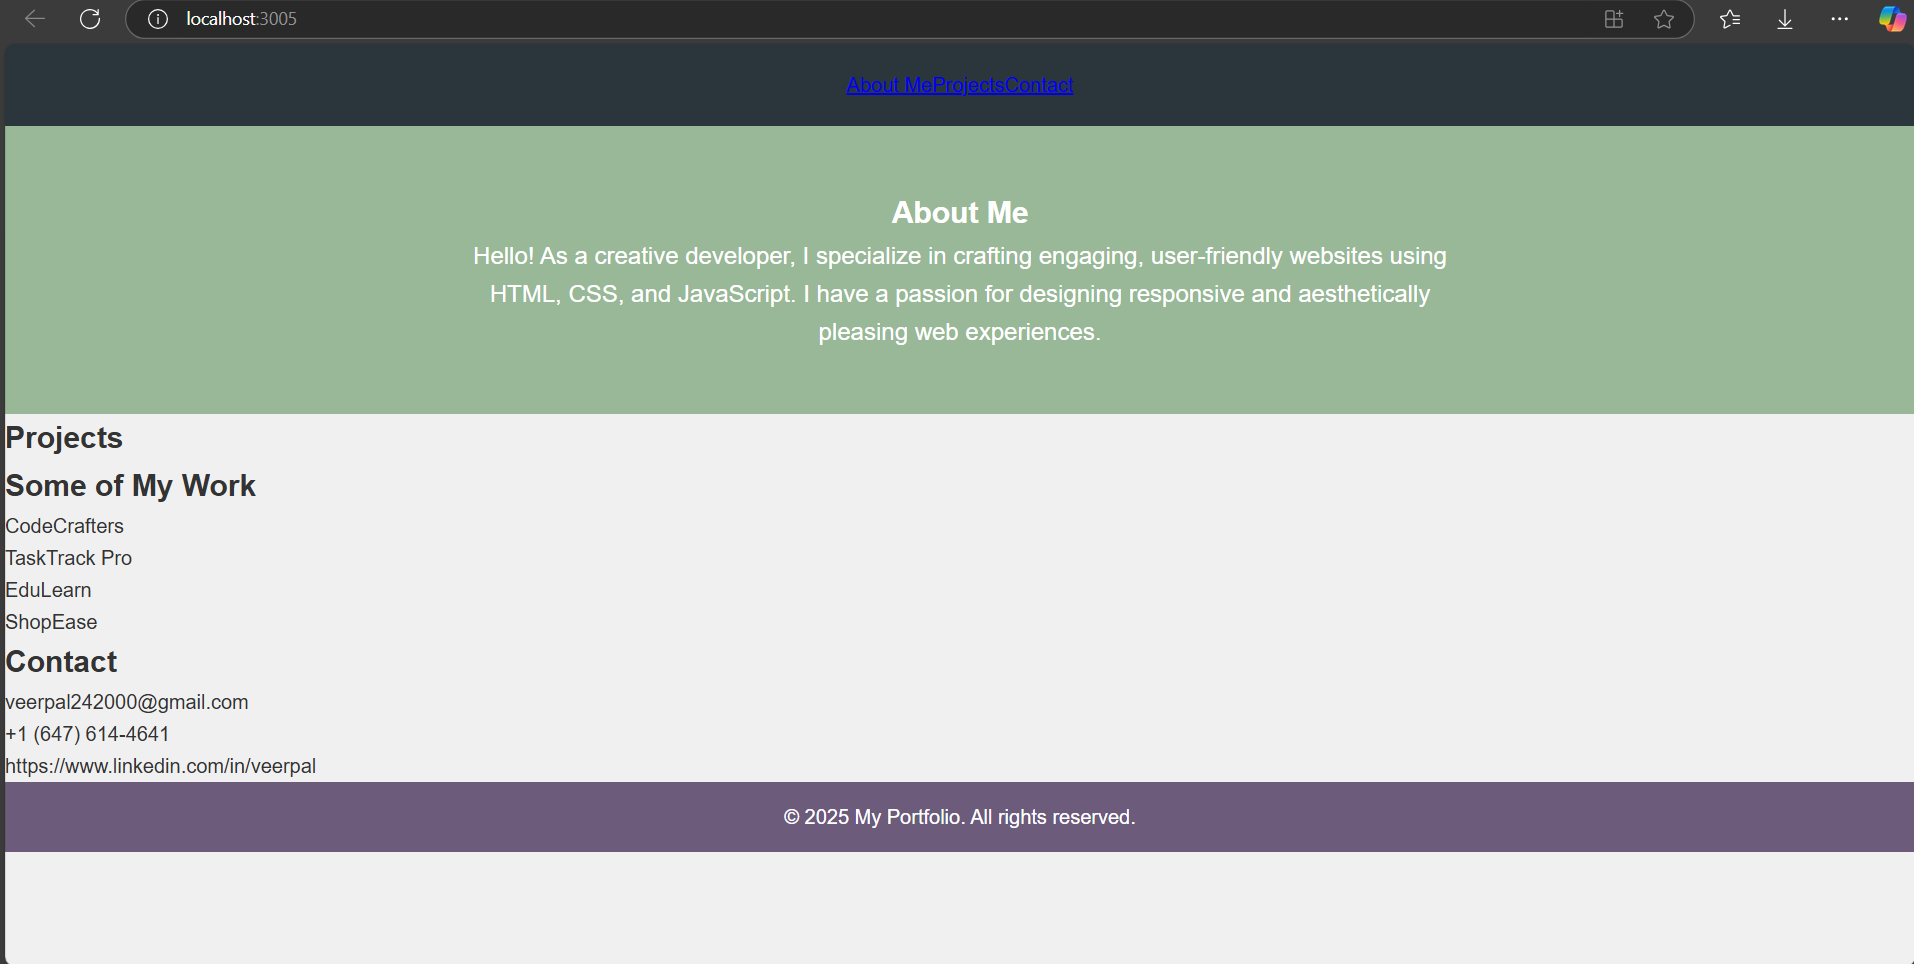 localhost:3005
About MeProjectsContact
About Me
Hello! As a creative developer, I specialize in crafting engaging, user-friendly websites using
HTML, CSS, and JavaScript. I have a passion for designing responsive and aesthetically
pleasing web experiences.
Projects
Some of My Work
CodeCrafters
TaskTrack Pro
EduLearn
ShopEase
Contact
veerpal242000@gmail.com
+1 (647) 614-4641
https://www.linkedin.com/in/veerpal
© 2025 My Portfolio. All rights reserved.